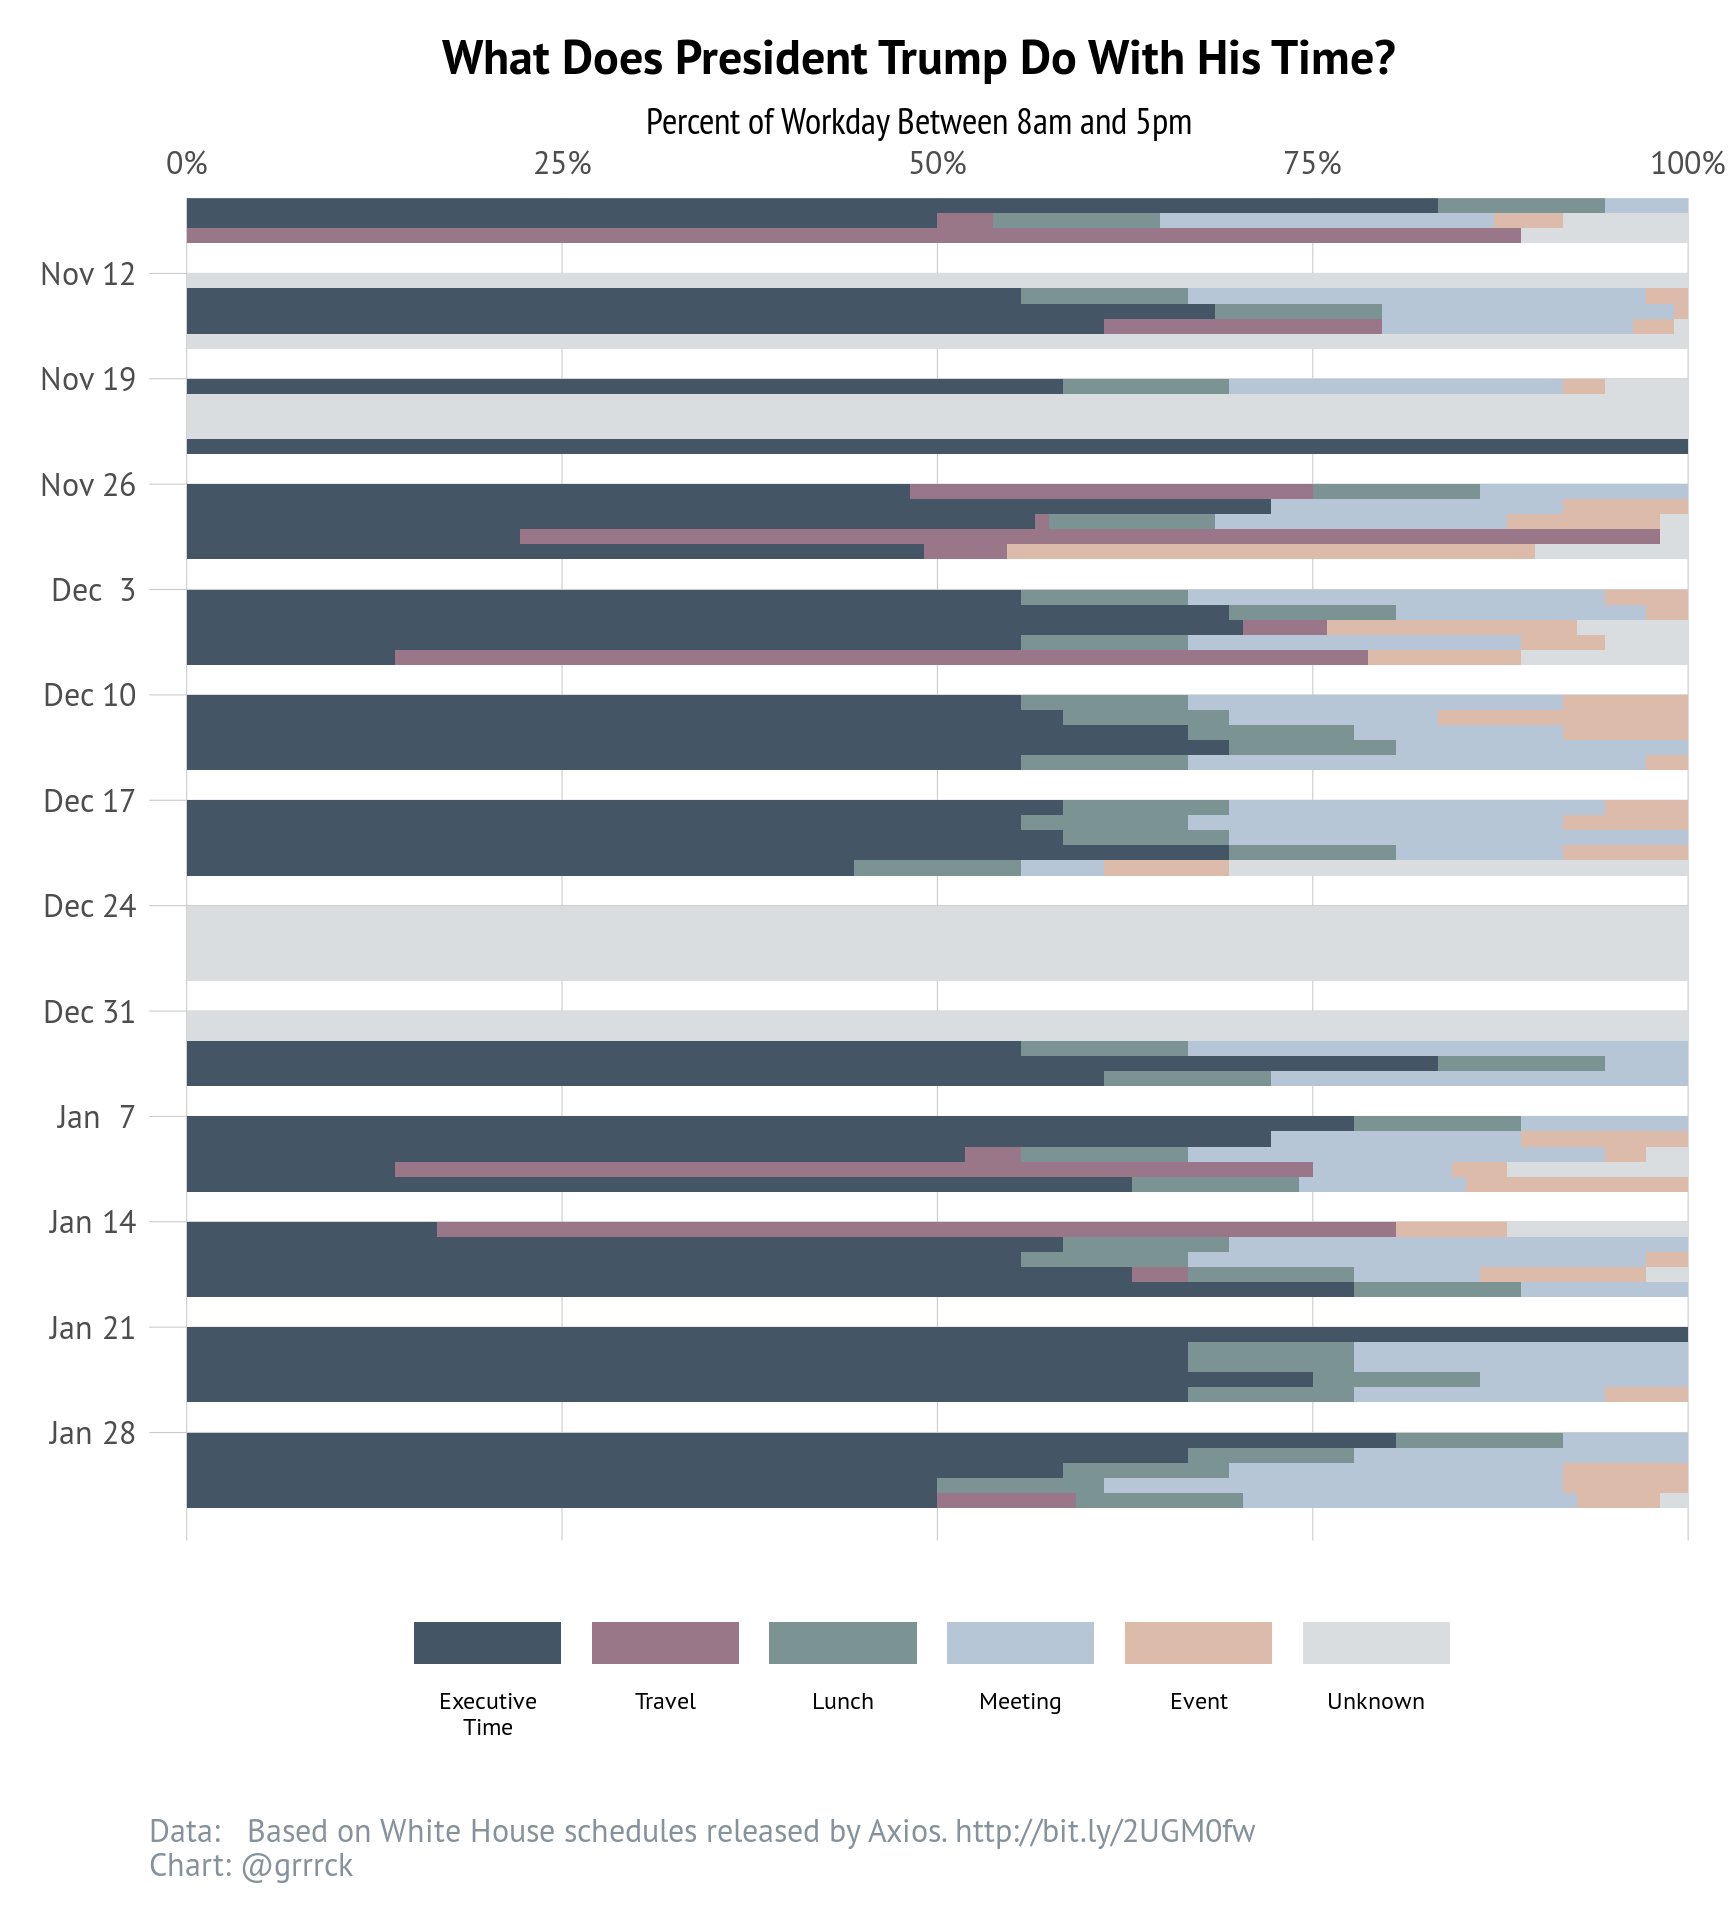 What Does President Trump Do With His Time?
Percent of Workday Between 8am and 5pm
0% 25% 50% 75% 100%
Nov 12
Nov 19
Nov 26
Dec 3
Dec 10
Dec 17
Dec 24
Dec 31
Jan 7
Jan 14
Jan 21
Jan 28
Executive Travel Lunch Meeting Event Unknown
Time
Data: Based on White House schedules released by Axios. http://bit.ly/2UGM0fw
Chart: @grrrck